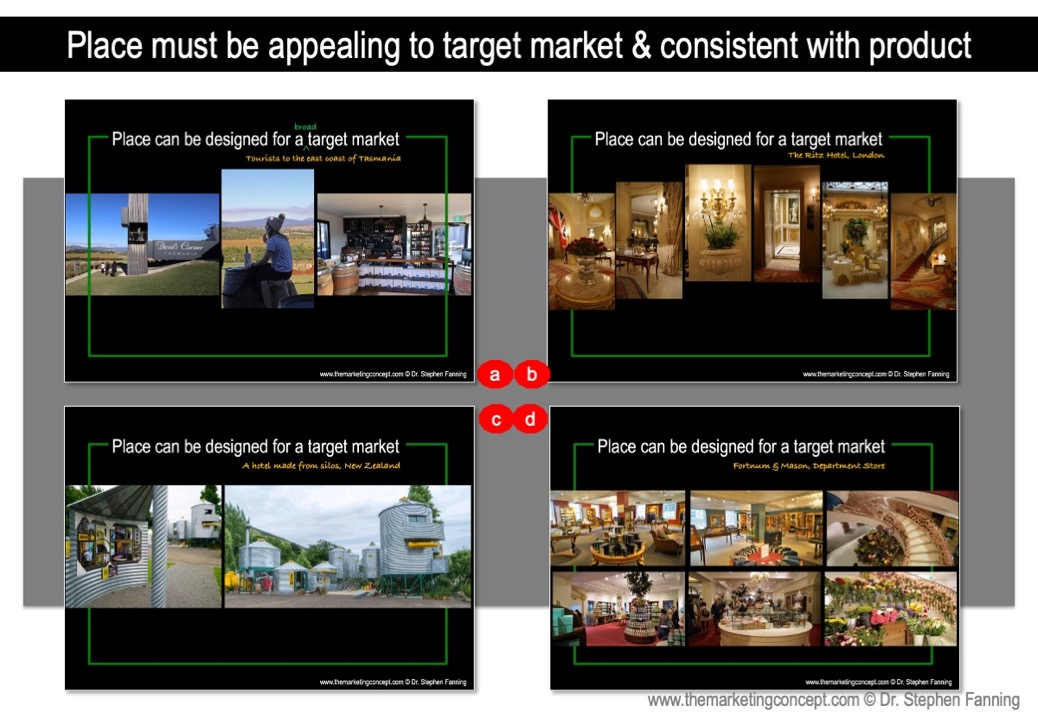 Place must be appealing to target market & consistent with product
broad
Place can be designed for a target market
^
Tourists to the east coast of Tasmania
Devil's Corner
TASMANIA
www.themarketingconcept.com © Dr. Stephen Fanning
a
Place can be designed for a target market
The Ritz Hotel, London
www.themarketingconcept.com © Dr. Stephen Fanning
b
Place can be designed for a target market
A hotel made from silos, New Zealand
www.themarketingconcept.com © Dr. Stephen Fanning
c
Place can be designed for a target market
Fortnum & Mason, Department Store
www.themarketingconcept.com © Dr. Stephen Fanning
d
www.themarketingconcept.com © Dr. Stephen Fanning